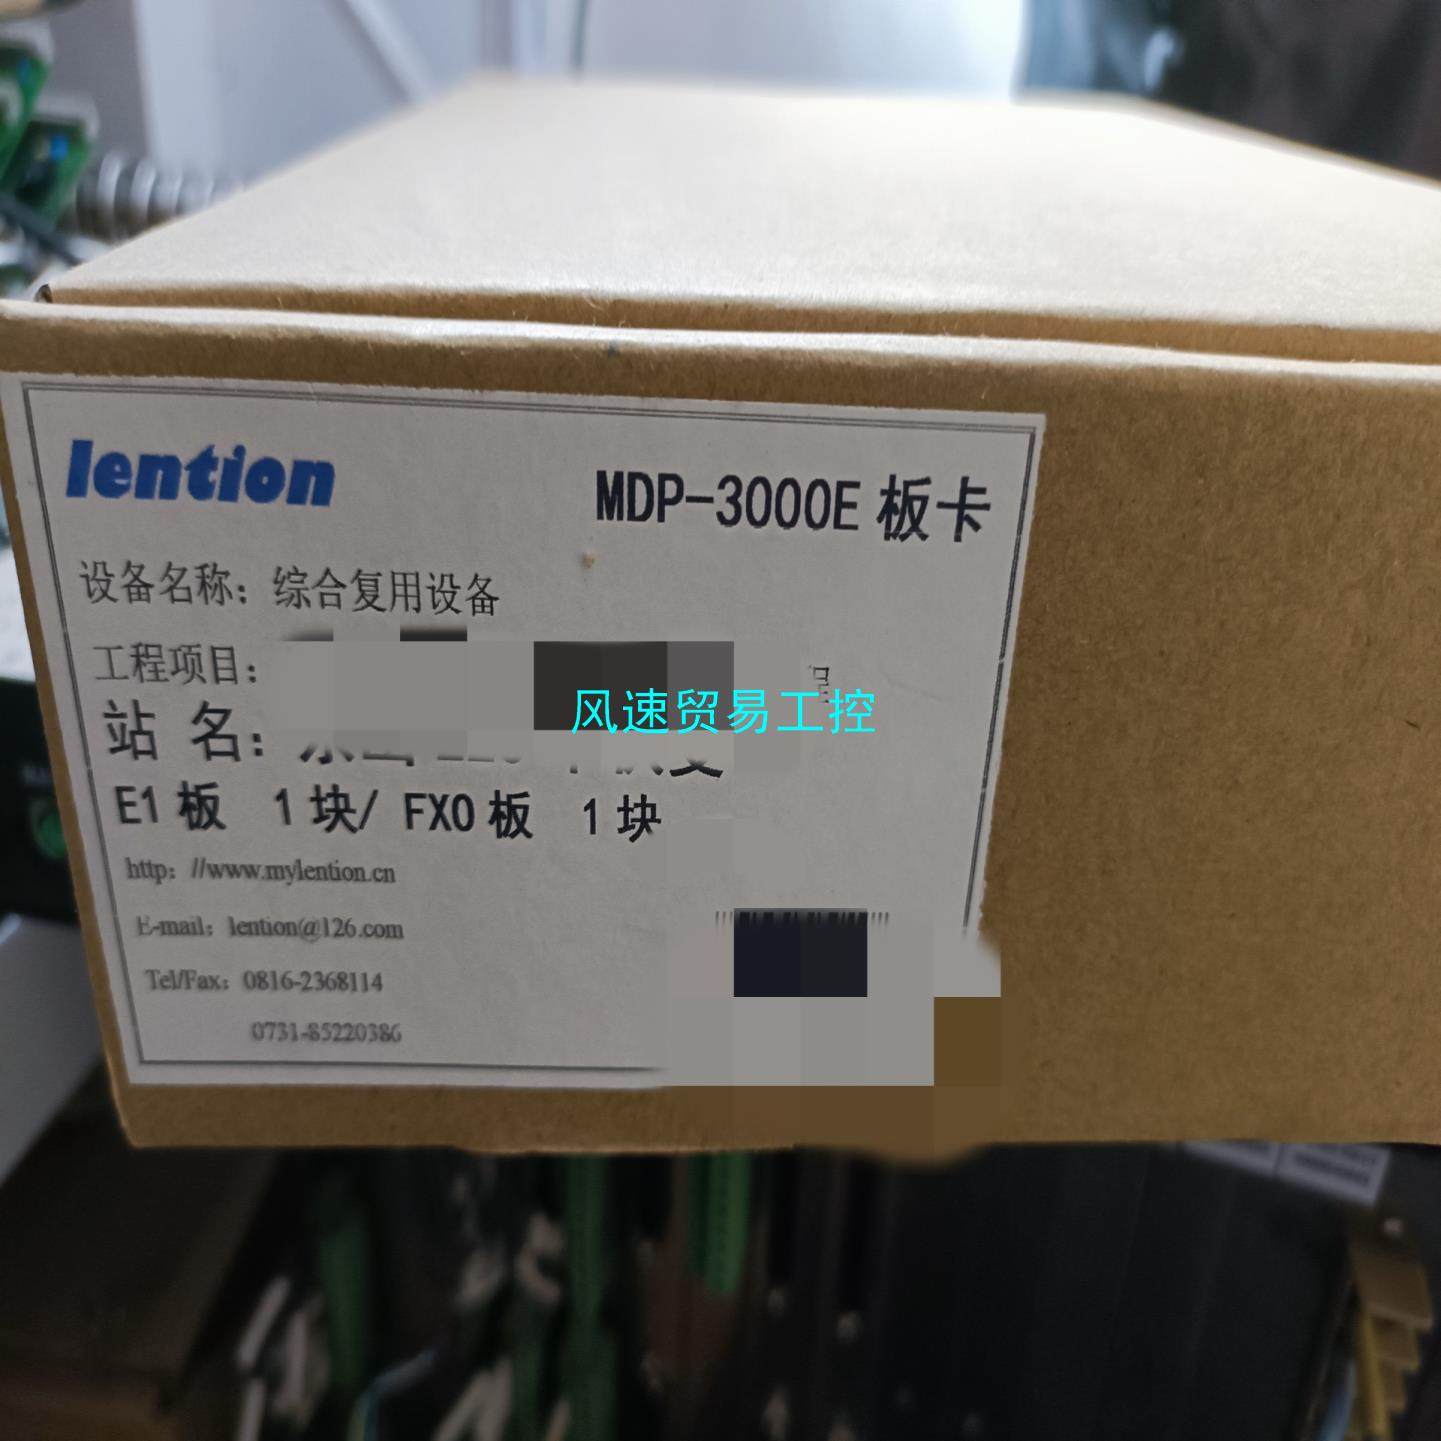 lention
MDP-3000E 板卡
设备名称：综合复用设备
工程项目：
风速贸易工控
站 名：
E1 板 1 块/ FXO 板 1 块
http：//www.mylention.cn
E-mail：lention@126.com
Tel/Fax：0816-2368114
0731-85220386